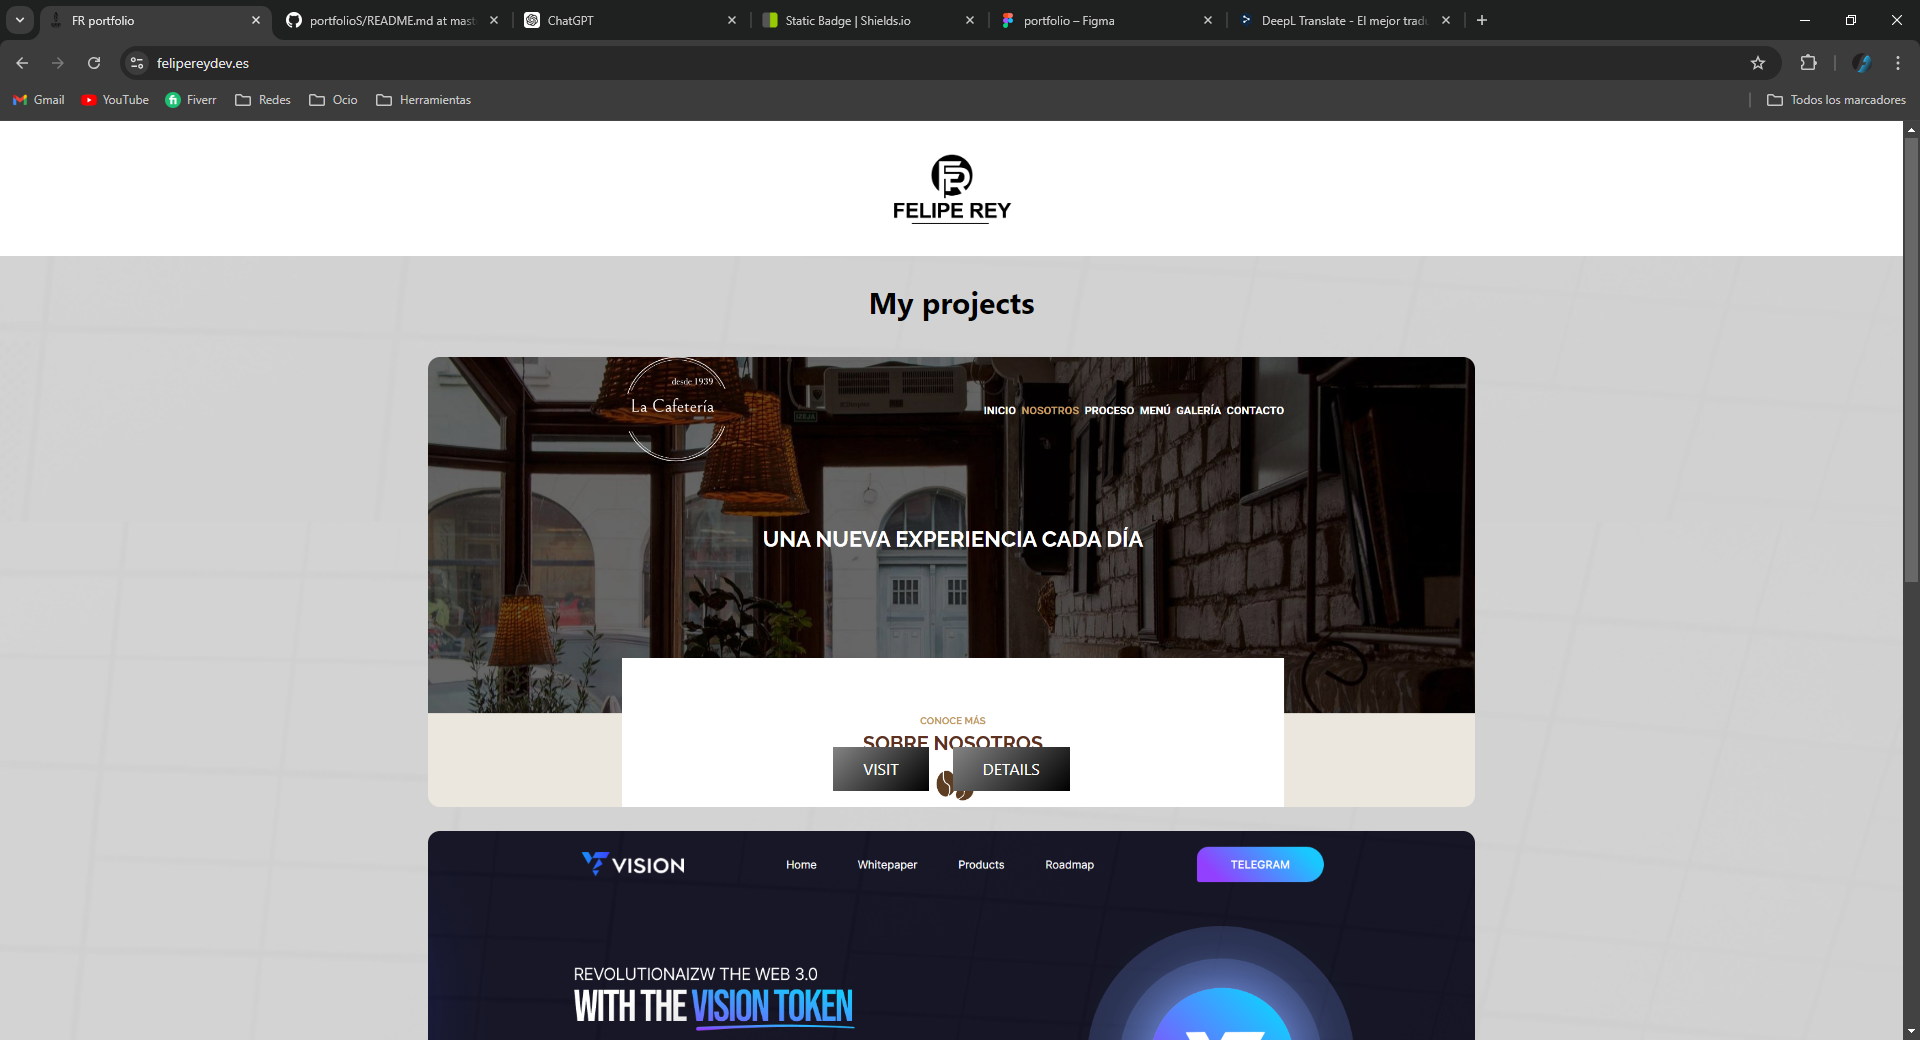 FR portfolio
portfolioS/README.md at mast
ChatGPT
Static Badge | Shields.io
portfolio – Figma
DeepL Translate - El mejor tradu
felipereydev.es
Gmail
YouTube
Fiverr
Redes
Ocio
Herramientas
Todos los marcadores
FELIPE REY
My projects
desde 1939
La Cafetería
INICIO NOSOTROS PROCESO MENÚ GALERÍA CONTACTO
UNA NUEVA EXPERIENCIA CADA DÍA
CONOCE MÁS
SOBRE NOSOTROS
VISIT
DETAILS
VISION
Home
Whitepaper
Products
Roadmap
TELEGRAM
REVOLUTIONAIZW THE WEB 3.0
WITH THE VISION TOKEN